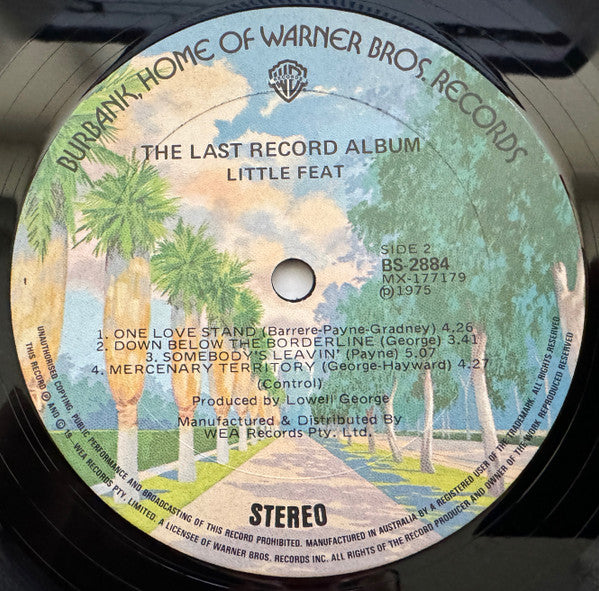 BURBANK, HOME OF WARNER BROS. RECORDS
THE LAST RECORD ALBUM
LITTLE FEAT
SIDE 2
BS-2884
MX-177179
℗1975
1. ONE LOVE STAND (Barrere-Payne-Gradney) 4.26
2. DOWN BELOW THE BORDERLINE (George) 3.41
3. SOMEBODY'S LEAVIN' (Payne) 5.07
4. MERCENARY TERRITORY (George-Hayward) 4.27
(Control)
Produced by Lowell George
Manufactured & Distributed By
WEA Records Pty. Ltd.
STEREO
UNAUTHORISED COPYING, PUBLIC PERFORMANCE AND BROADCASTING OF THIS RECORD PROHIBITED. MANUFACTURED IN AUSTRALIA BY A REGISTERED USER OF THE TRADEMARK. ALL RIGHTS RESERVED
THIS RECORD ℗ AND © 19 - WEA RECORDS PTY. LIMITED. A LICENSEE OF WARNER BROS. RECORDS INC. ALL RIGHTS OF THE RECORD PRODUCER AND OWNER OF THE WORK REPRODUCED RESERVED